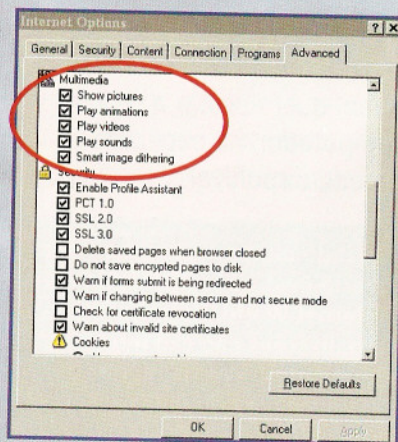 Internet Options
General Security Content Connection Programs Advanced
Multimedia
Show pictures
Play animations
Play videos
Play sounds
Smart image dithering
Security
Enable Profile Assistant
PCT 1.0
SSL 2.0
SSL 3.0
Delete saved pages when browser closed
Do not save encrypted pages to disk
Warn if forms submit is being redirected
Warn if changing between secure and not secure mode
Check for certificate revocation
Warn about invalid site certificates
Cookies
Restore Defaults
OK Cancel Apply